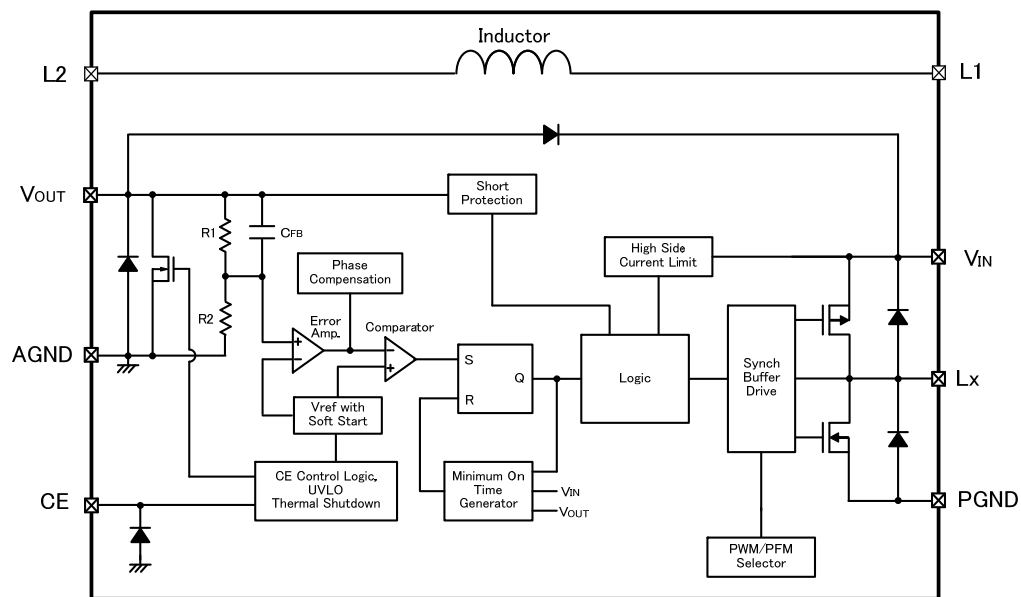 Inductor
L2
L1
VOUT
Short
Protection
R1
CFB
High Side
Current Limit
VIN
Phase
Compensation
R2
Error
Amp.
Comparator
AGND
+
−
−
+
S
Q
R
Logic
Synch
Buffer
Drive
Lx
Vref with
Soft Start
CE Control Logic,
UVLO
Thermal Shutdown
Minimum On
Time
Generator
VIN
VOUT
CE
PGND
PWM/PFM
Selector